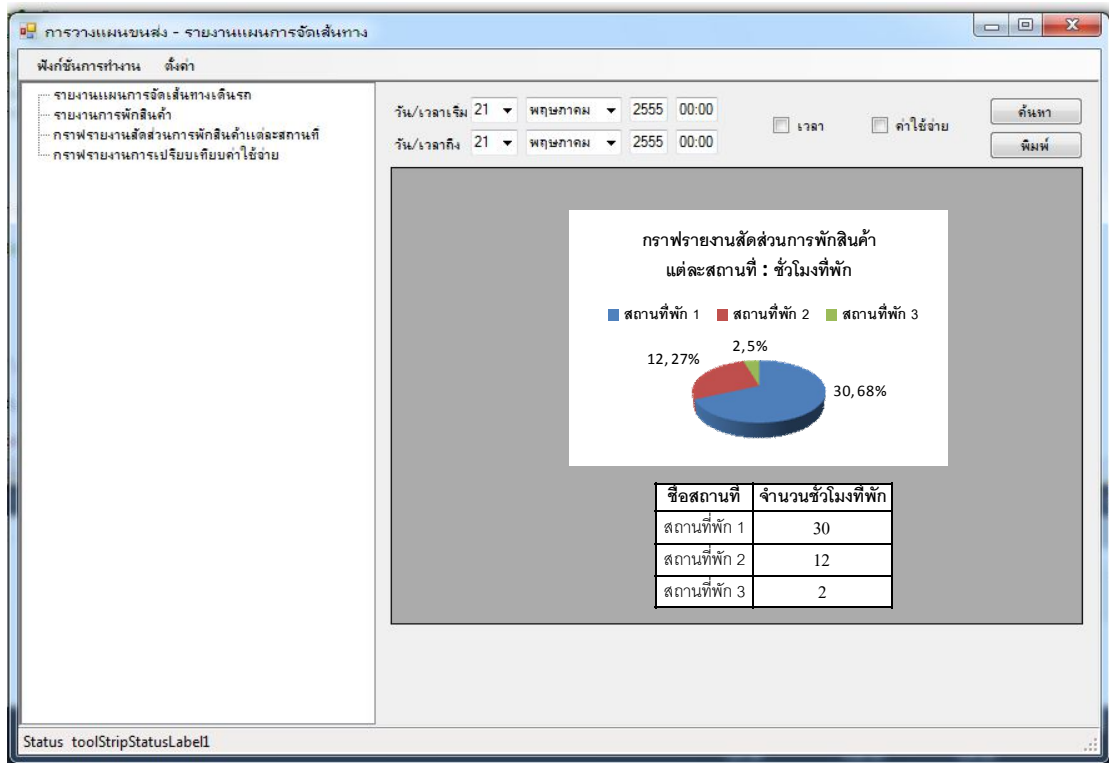 การวางแผนขนส่ง - รายงานแผนการจัดเส้นทาง
ฟังก์ชันการทำงาน ตั้งค่า
รายงานแผนการจัดเส้นทางเดินรถ
รายงานการพักสินค้า
กราฟรายงานสัดส่วนการพักสินค้าแต่ละสถานที่
กราฟรายงานการเปรียบเทียบค่าใช้จ่าย
วัน/เวลาเริ่ม 21 พฤษภาคม 2555 00:00
วัน/เวลาถึง 21 พฤษภาคม 2555 00:00
เวลา ค่าใช้จ่าย
ค้นหา
พิมพ์
กราฟรายงานสัดส่วนการพักสินค้า
แต่ละสถานที่ : ชั่วโมงที่พัก
สถานที่พัก 1 สถานที่พัก 2 สถานที่พัก 3
2,5%
12,27%
30,68%
ชื่อสถานที่ จำนวนชั่วโมงที่พัก
สถานที่พัก 1 30
สถานที่พัก 2 12
สถานที่พัก 3 2
Status toolStripStatusLabel1